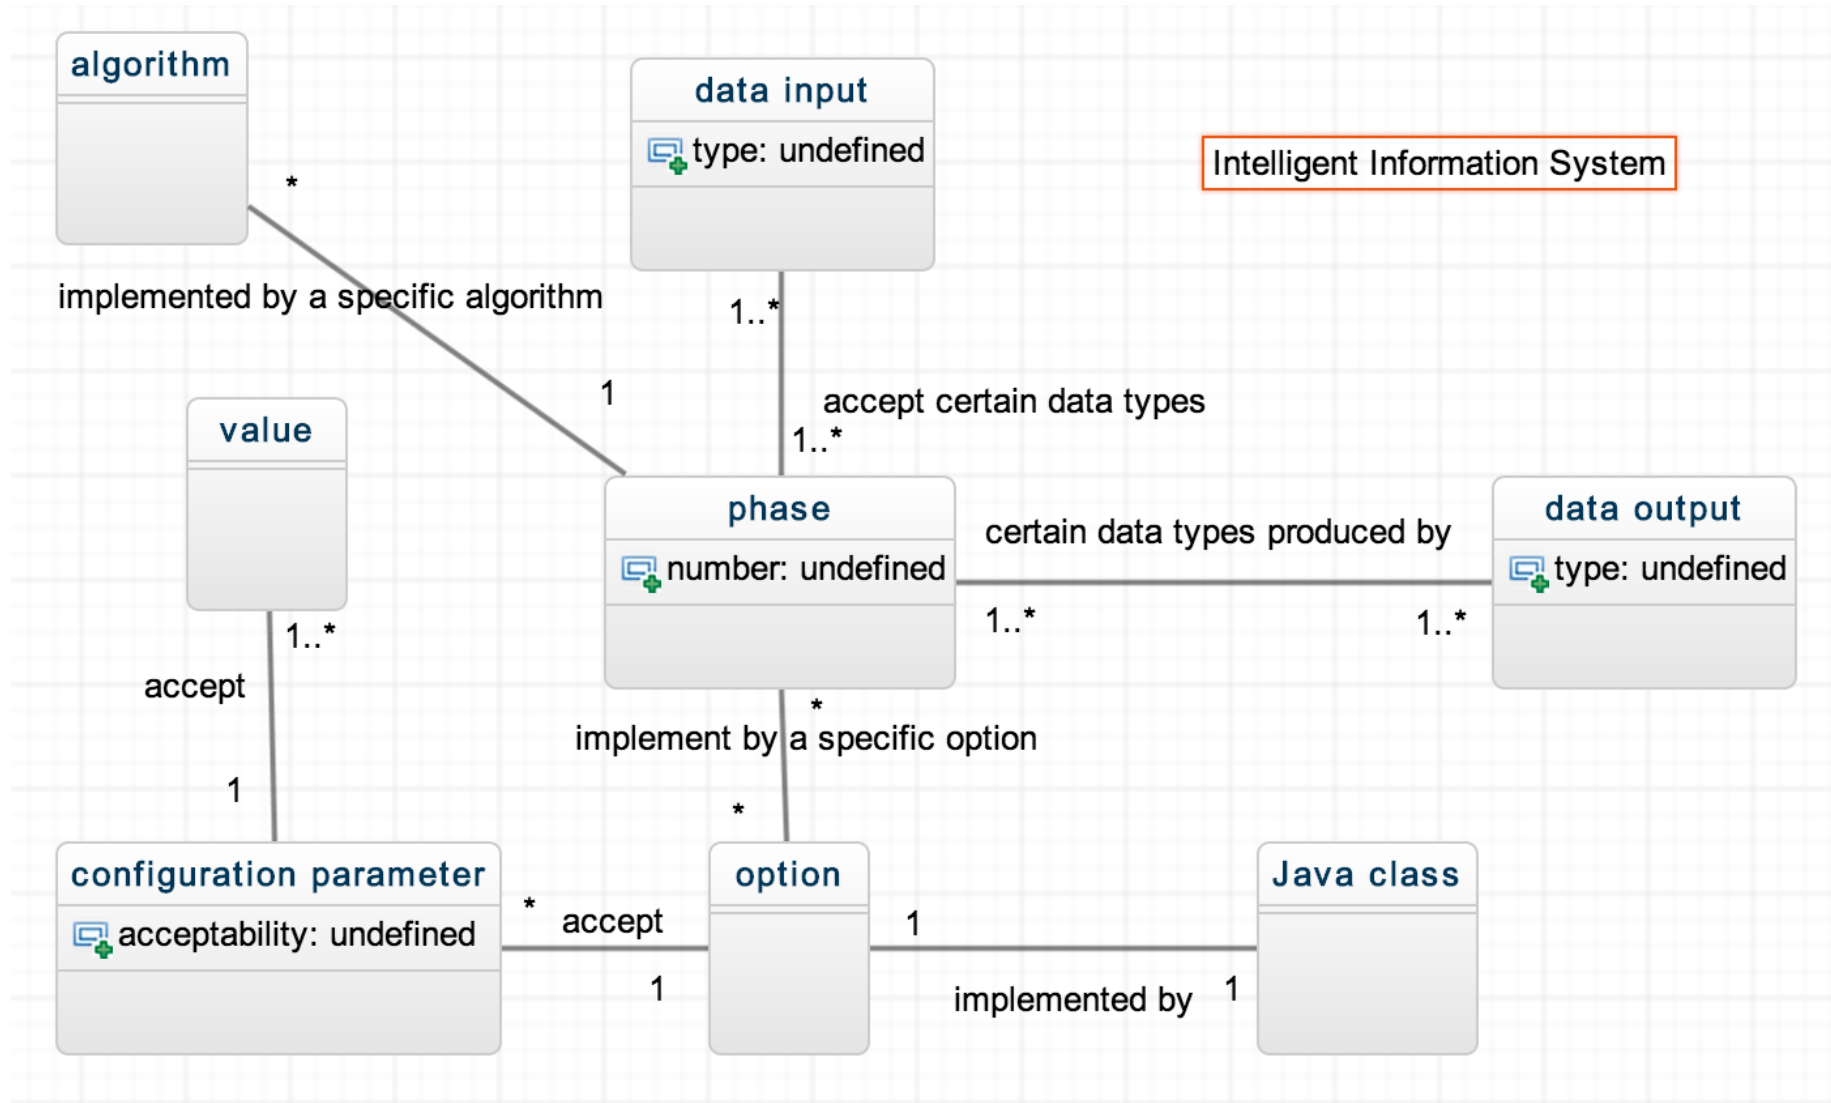 algorithm
data input
type: undefined
Intelligent Information System
*
implemented by a specific algorithm
1..*
1
accept certain data types
1..*
value
phase
number: undefined
certain data types produced by
data output
type: undefined
1..*
1..*
1..*
accept
*
implement by a specific option
1
*
configuration parameter
acceptability: undefined
option
Java class
*
accept
1
1
implemented by
1